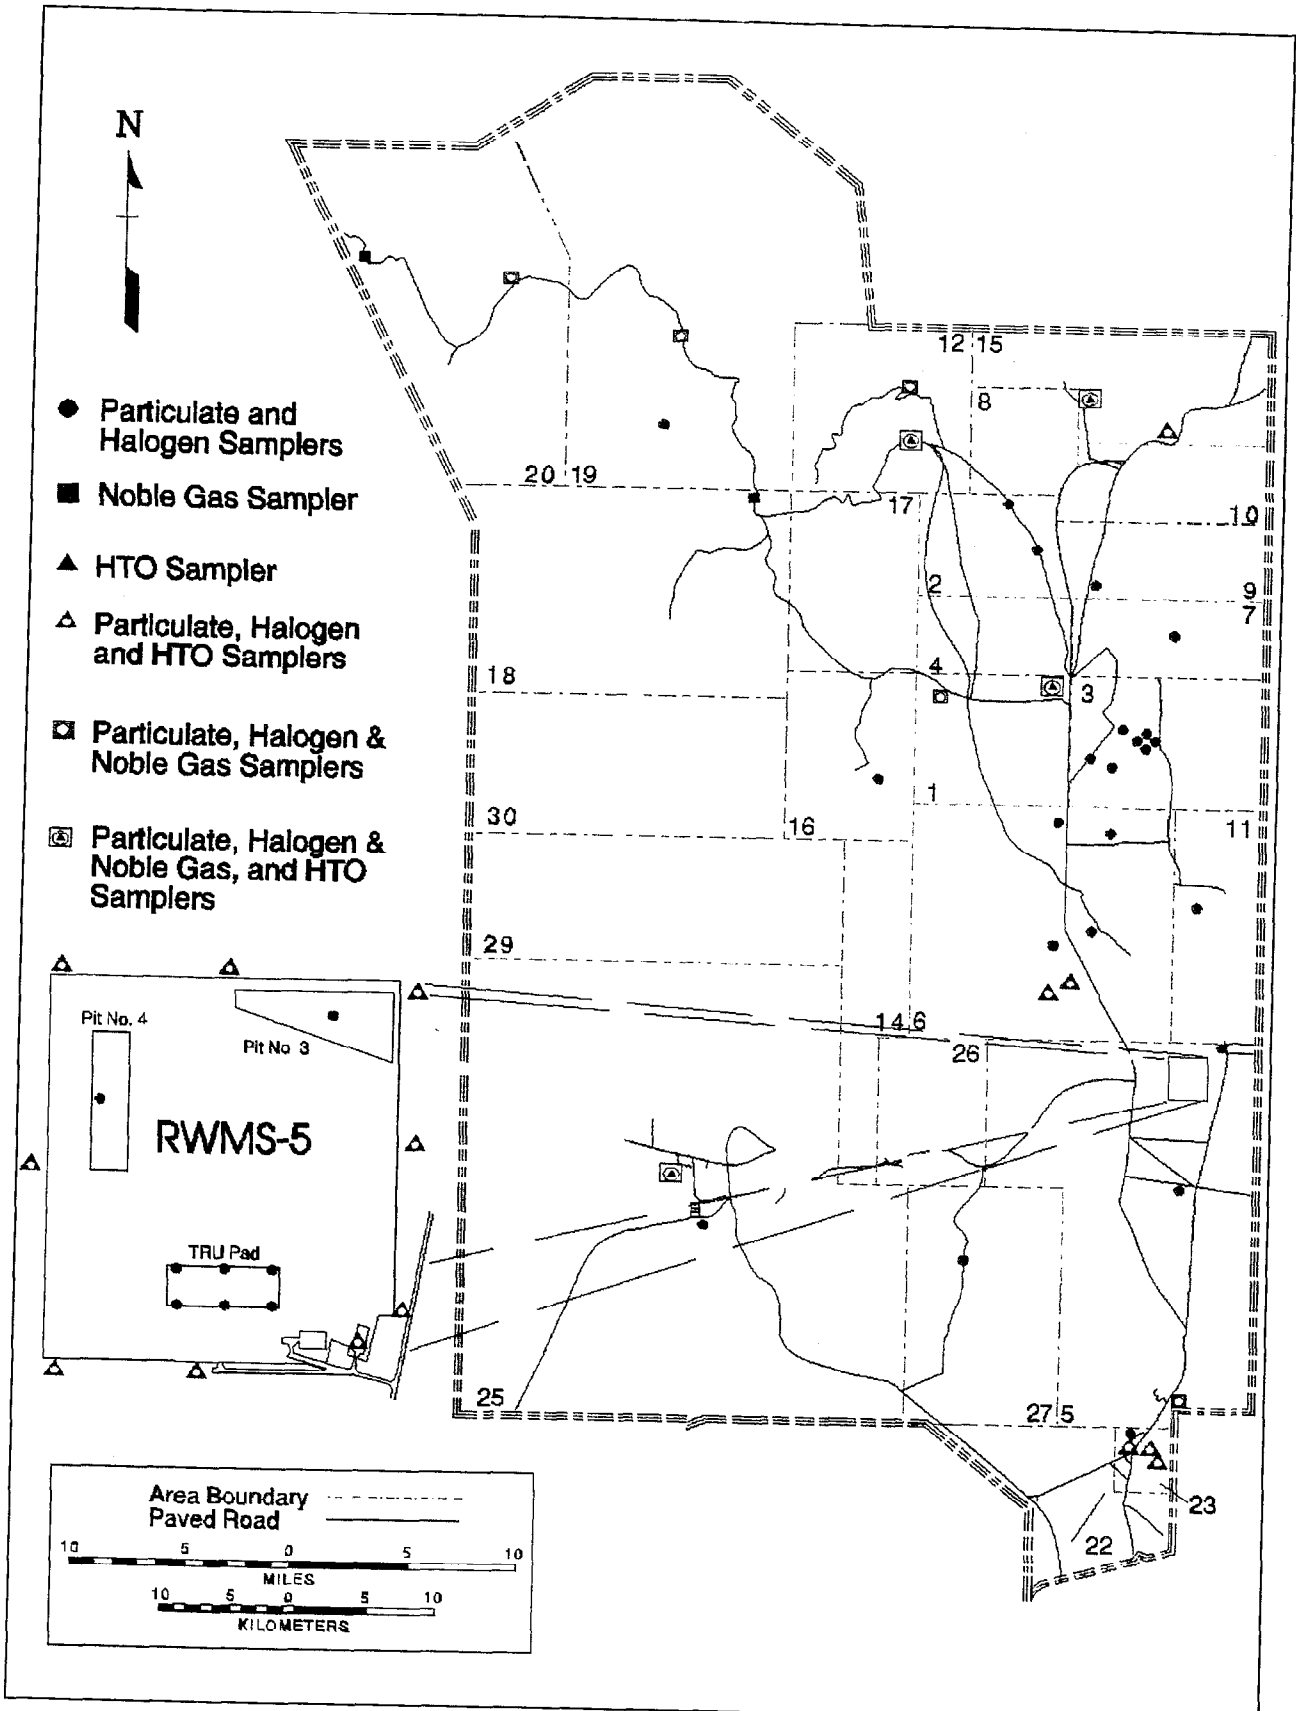 N
Particulate and
Halogen Samplers
Noble Gas Sampler
HTO Sampler
Particulate, Halogen
and HTO Samplers
Particulate, Halogen &
Noble Gas Samplers
Particulate, Halogen &
Noble Gas, and HTO
Samplers
12 15
8
20 19
17
10
2
9
7
18
4
3
1
30
16
11
29
14 6
26
Pit No. 4
Pit No 3
RWMS-5
TRU Pad
25
27 5
23
22
Area Boundary
Paved Road
10 5 0 5 10
MILES
10 5 0 5 10
KILOMETERS